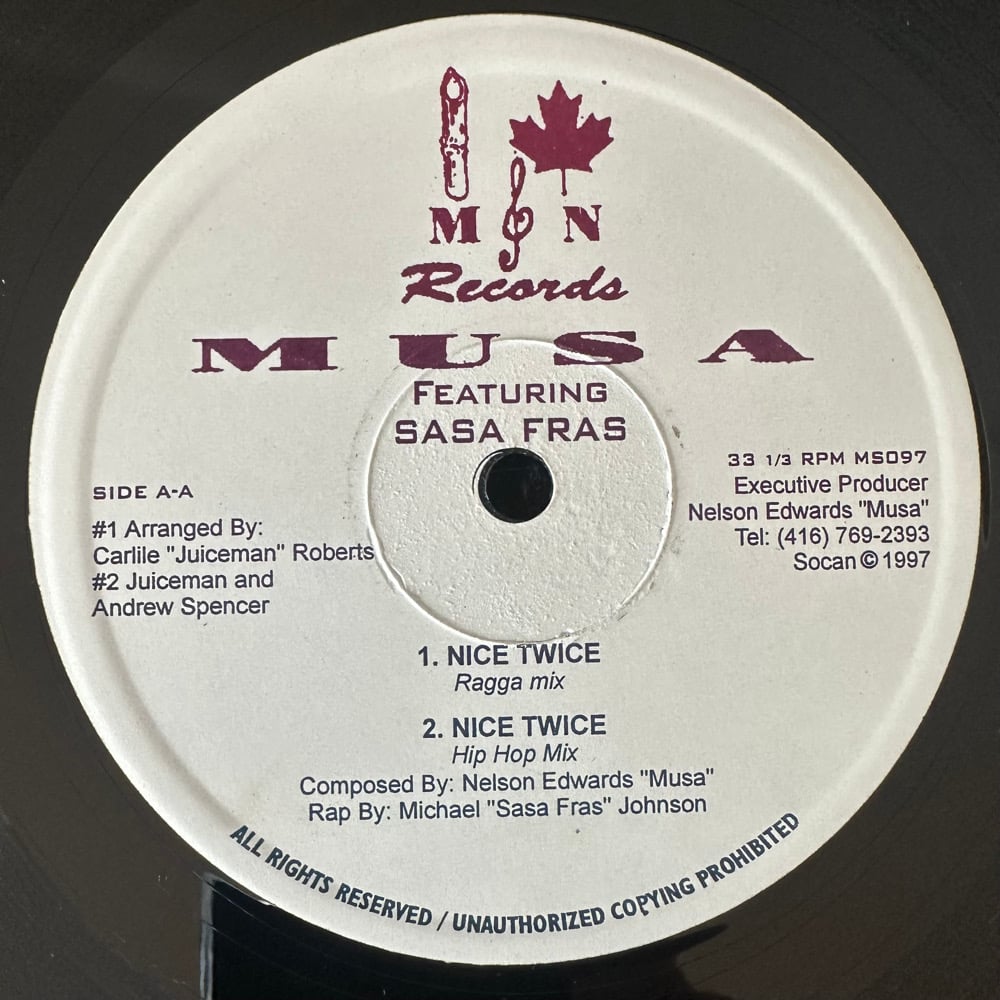 M N
Records
MUSA
FEATURING
SASA FRAS
SIDE A-A
#1 Arranged By:
Carlile "Juiceman" Roberts
#2 Juiceman and
Andrew Spencer
33 1/3 RPM MS097
Executive Producer
Nelson Edwards "Musa"
Tel: (416) 769-2393
Socan © 1997
1. NICE TWICE
Ragga mix
2. NICE TWICE
Hip Hop Mix
Composed By: Nelson Edwards "Musa"
Rap By: Michael "Sasa Fras" Johnson
ALL RIGHTS RESERVED / UNAUTHORIZED COPYING PROHIBITED